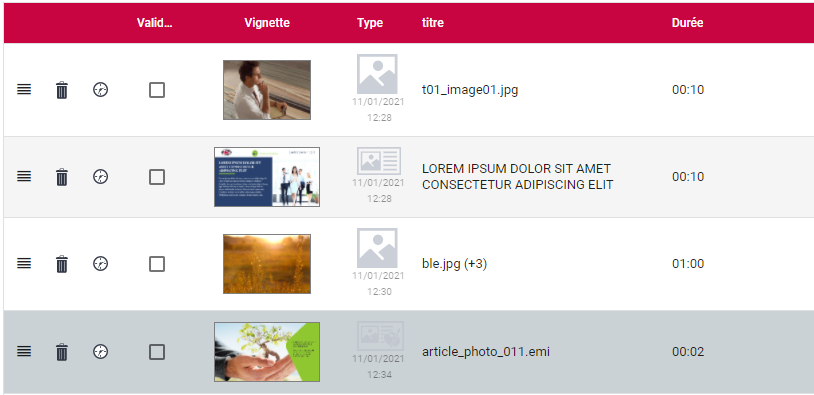 Valid...
Vignette
Type
titre
Durée
11/01/2021
12:28
t01_image01.jpg
00:10
11/01/2021
12:28
LOREM IPSUM DOLOR SIT AMET
CONSECTETUR ADIPISCING ELIT
00:10
11/01/2021
12:30
ble.jpg (+3)
01:00
11/01/2021
12:34
article_photo_011.emi
00:02